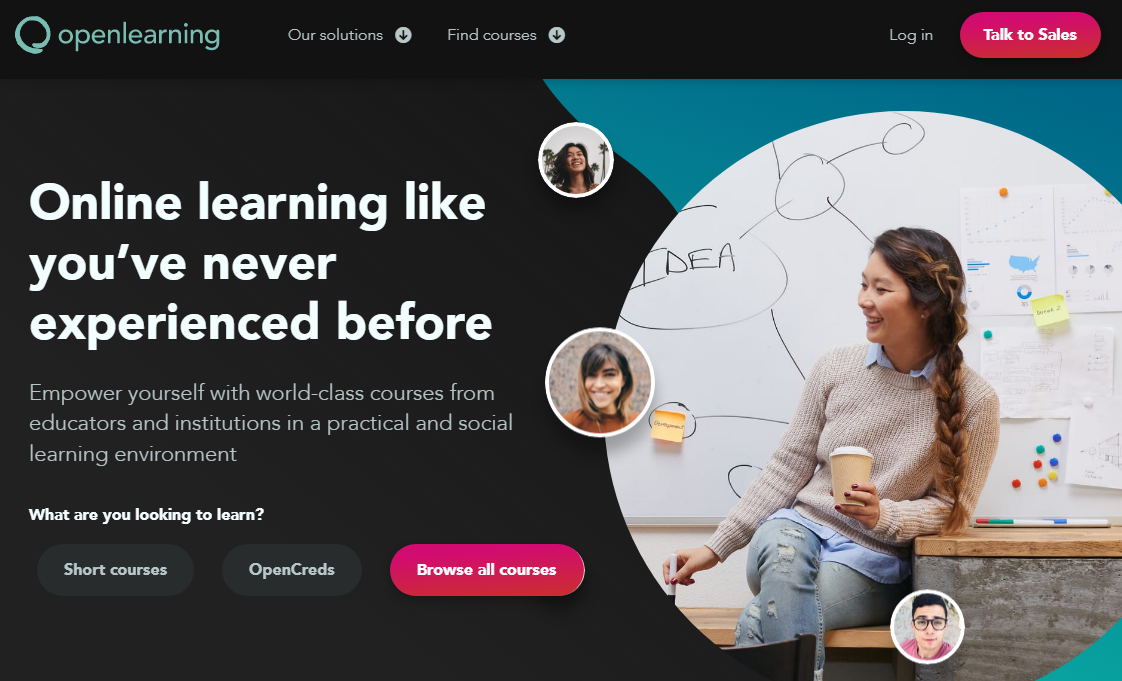 openlearning
Our solutions
Find courses
Log in
Talk to Sales
Online learning like
you’ve never
experienced before
Empower yourself with world-class courses from
educators and institutions in a practical and social
learning environment
What are you looking to learn?
Short courses
OpenCreds
Browse all courses
IDEA